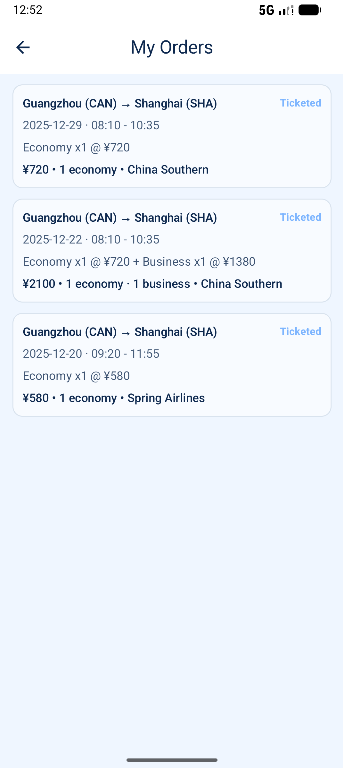 12:52
5G
My Orders
Guangzhou (CAN) → Shanghai (SHA)
Ticketed
2025-12-29 · 08:10 - 10:35
Economy x1 @ ¥720
¥720 • 1 economy • China Southern
Guangzhou (CAN) → Shanghai (SHA)
Ticketed
2025-12-22 · 08:10 - 10:35
Economy x1 @ ¥720 + Business x1 @ ¥1380
¥2100 • 1 economy · 1 business • China Southern
Guangzhou (CAN) → Shanghai (SHA)
Ticketed
2025-12-20 · 09:20 - 11:55
Economy x1 @ ¥580
¥580 • 1 economy • Spring Airlines